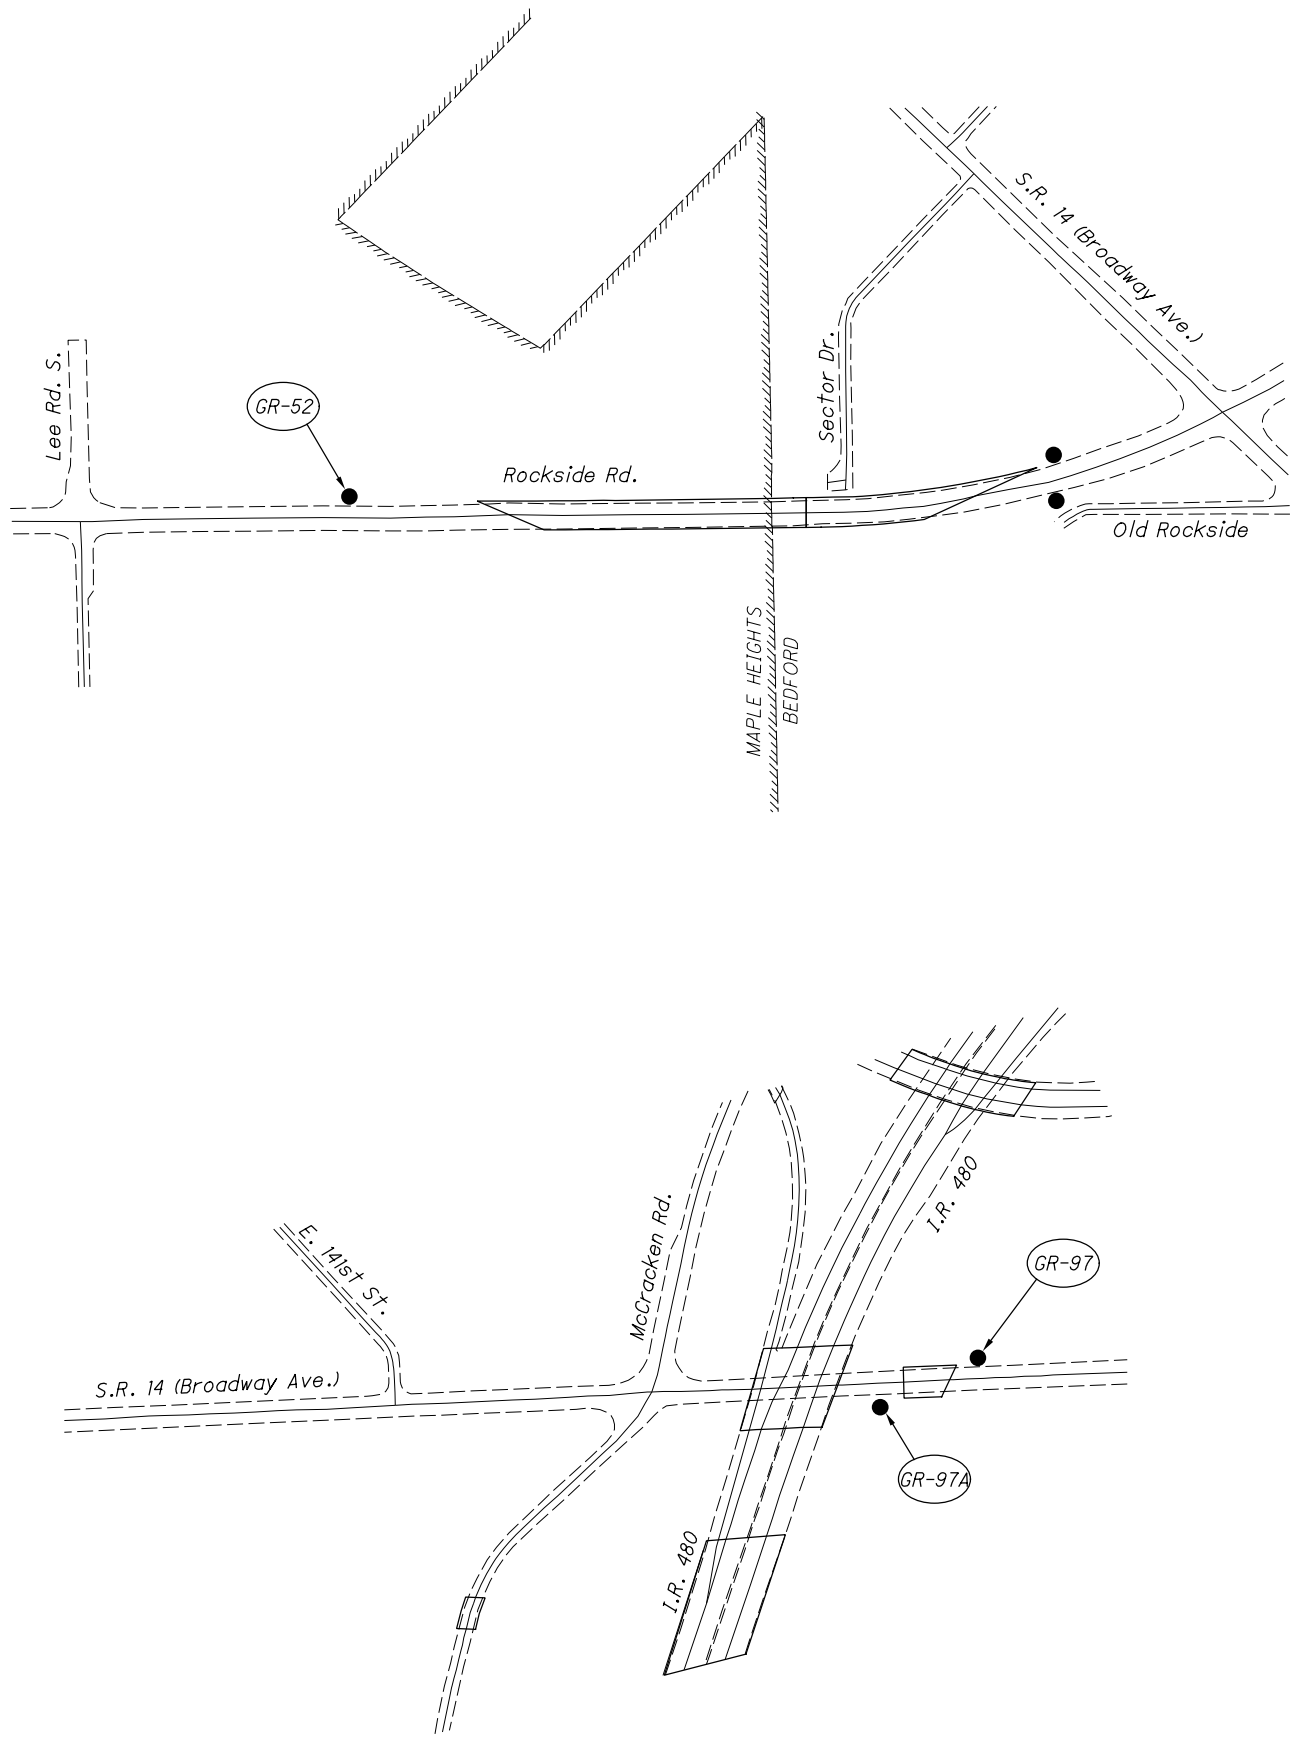 S.R. 14 (Broadway Ave.)
Lee Rd. S.
GR-52
Sector Dr.
Rockside Rd.
Old Rockside
MAPLE HEIGHTS
BEDFORD
I.R. 480
E. 141st St.
McCracken Rd.
GR-97
S.R. 14 (Broadway Ave.)
GR-97A
I.R. 480